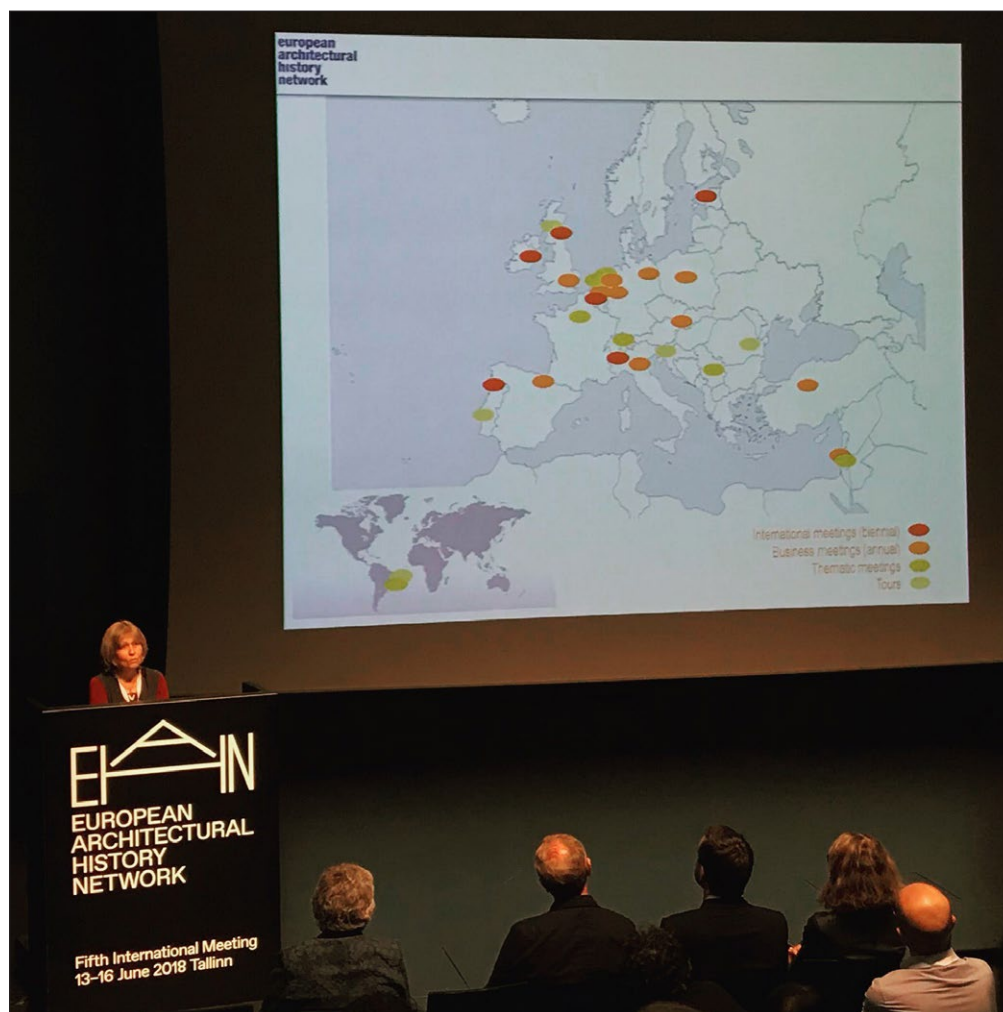 european
architectural
history
network
International meetings (biennial)
Business meetings (annual)
Thematic meetings
Tours
EAHN
EUROPEAN
ARCHITECTURAL
HISTORY
NETWORK
Fifth International Meeting
13–16 June 2018 Tallinn